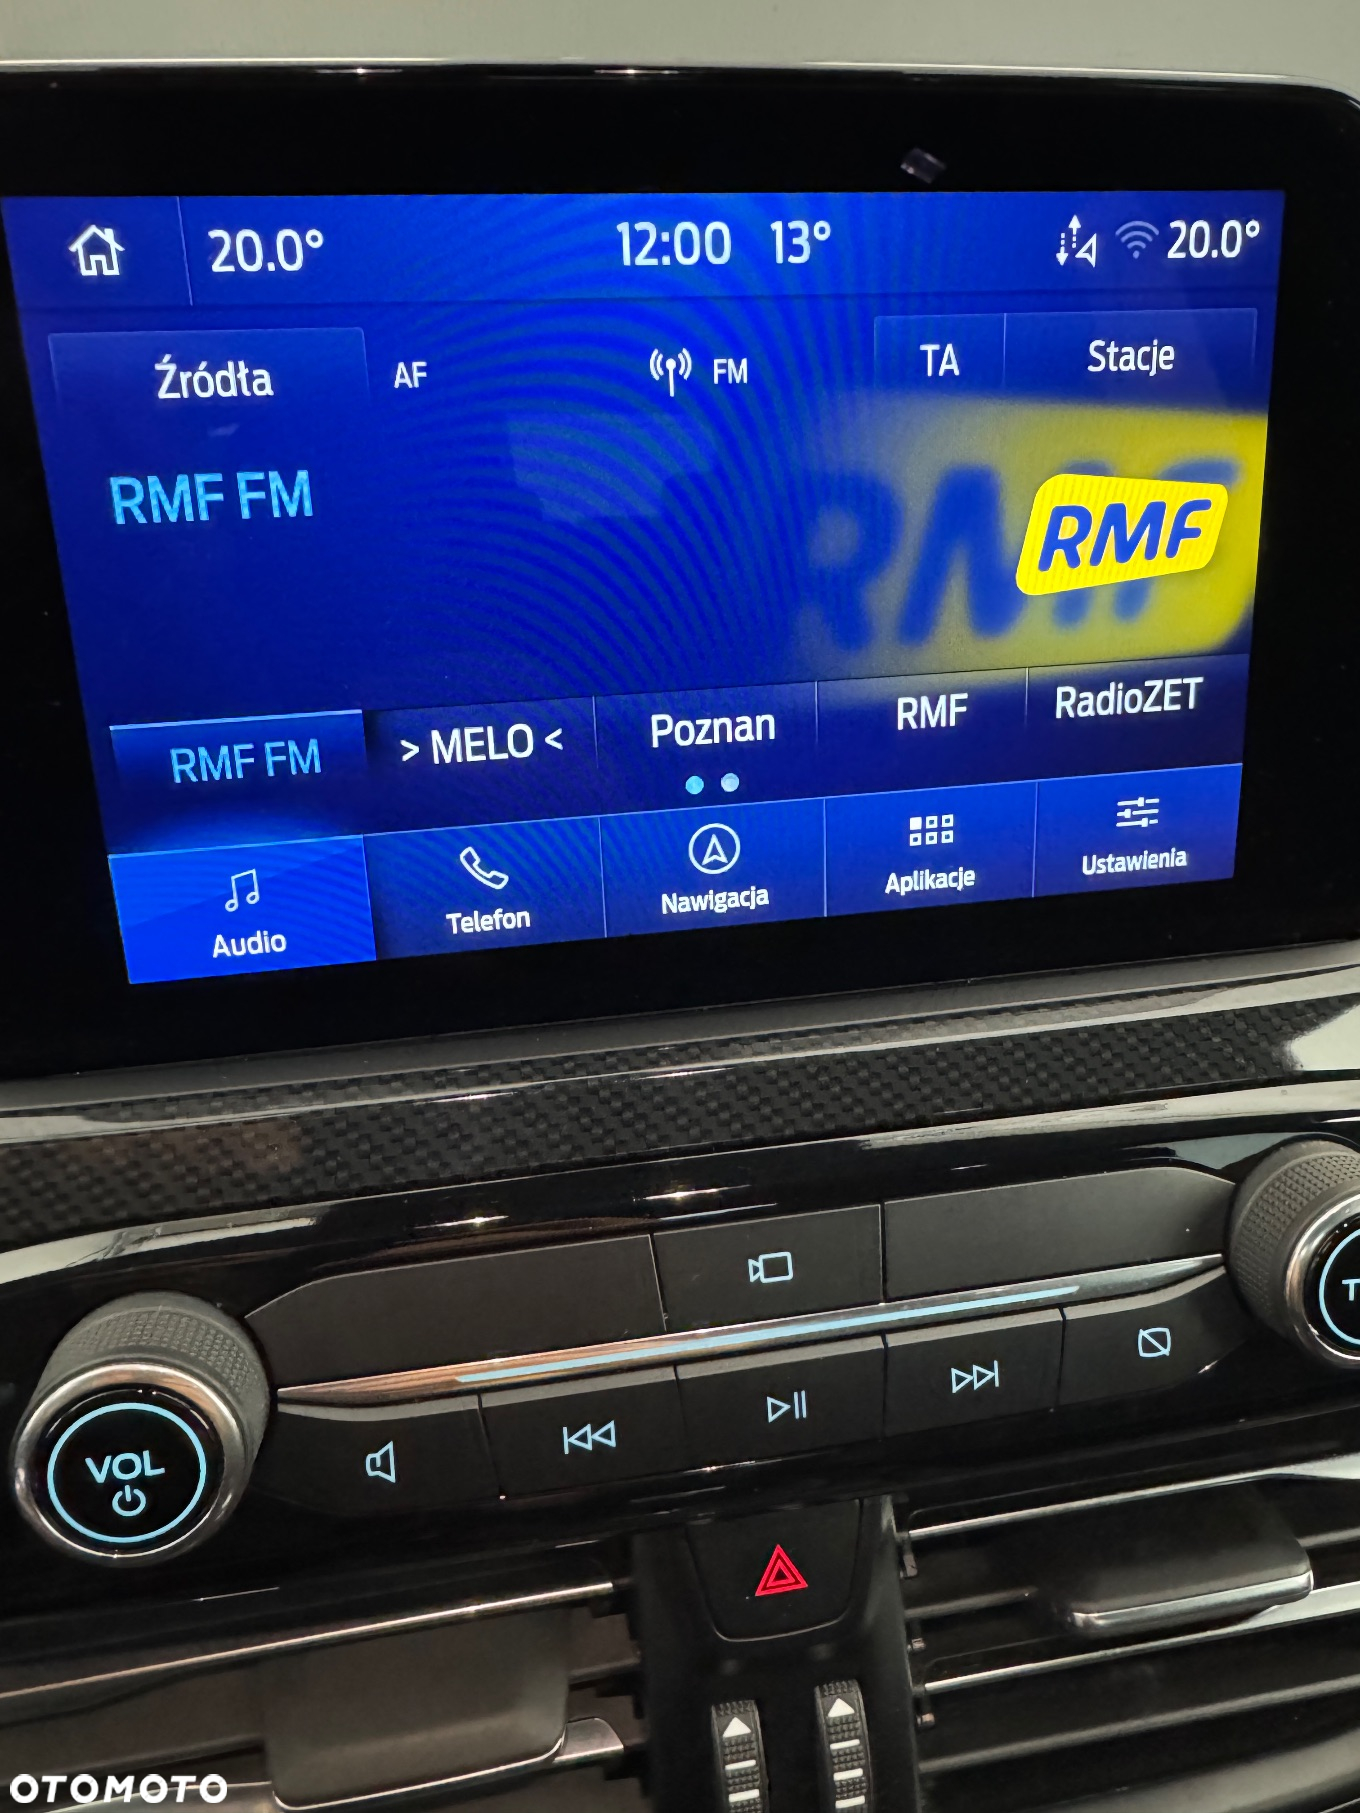 20.0°
12:00 13°
20.0°
Źródła
AF
FM
TA
Stacje
RMF FM
RMF
RMF
RMF FM
> MELO <
Poznan
RMF
RadioZET
Audio
Telefon
Nawigacja
Aplikacje
Ustawienia
VOL
OTOMOTO